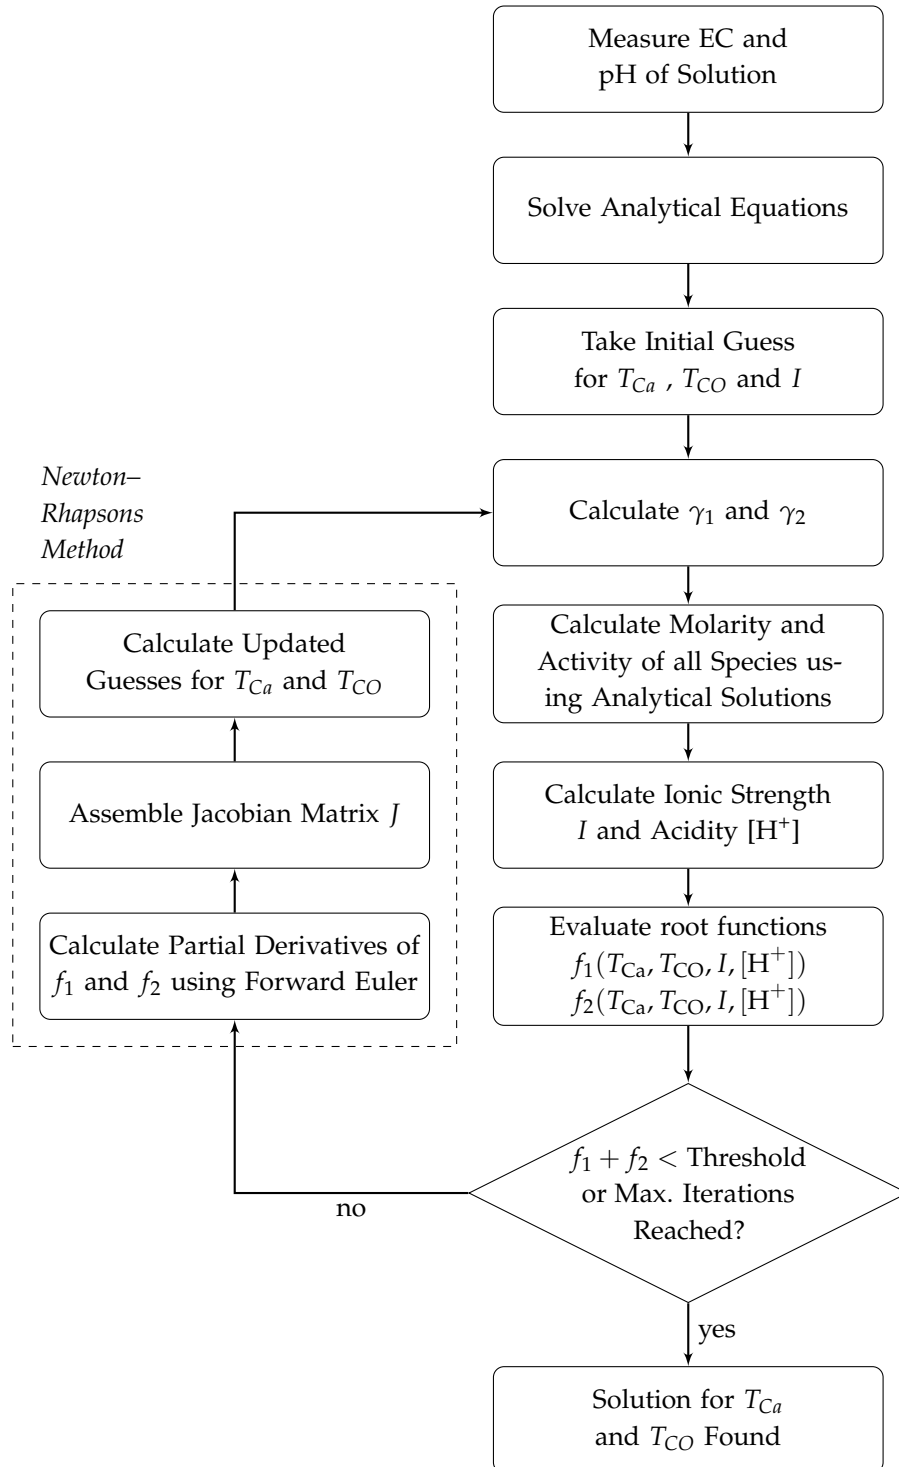 Measure EC and
pH of Solution
Solve Analytical Equations
Take Initial Guess
for T_Ca , T_CO and I
Calculate γ₁ and γ₂
Calculate Molarity and
Activity of all Species us-
ing Analytical Solutions
Calculate Ionic Strength
I and Acidity [H⁺]
Evaluate root functions
f₁(T_Ca, T_CO, I, [H⁺])
f₂(T_Ca, T_CO, I, [H⁺])
f₁ + f₂ < Threshold
or Max. Iterations
Reached?
no
yes
Solution for T_Ca
and T_CO Found
Newton–
Rhapsons
Method
Calculate Updated
Guesses for T_Ca and T_CO
Assemble Jacobian Matrix J
Calculate Partial Derivatives of
f₁ and f₂ using Forward Euler